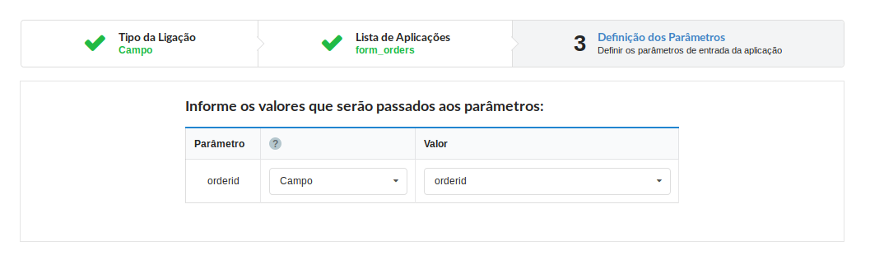 Tipo da Ligação
Campo
Lista de Aplicações
form_orders
3
Definição dos Parâmetros
Definir os parâmetros de entrada da aplicação
Informe os valores que serão passados aos parâmetros:
Parâmetro ? Valor
orderid Campo orderid